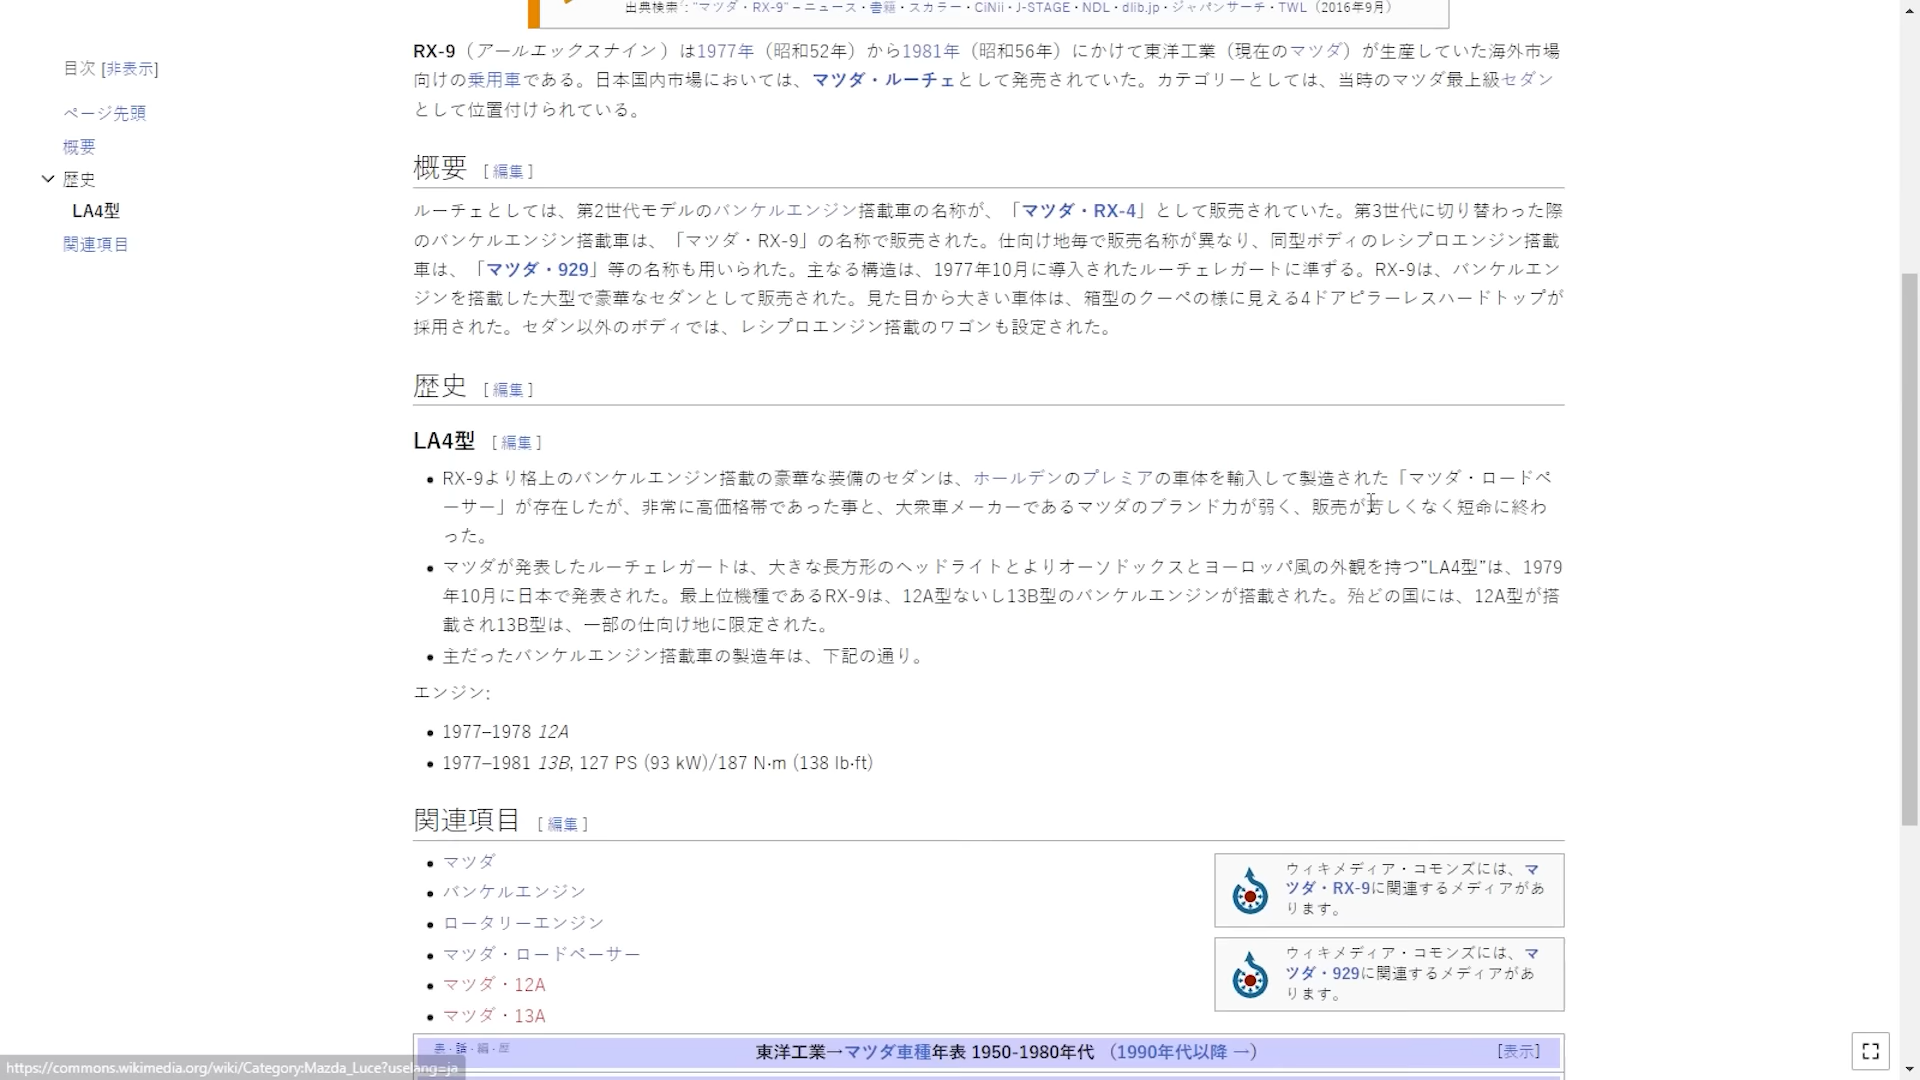 出典検索?: "マツダ・RX-9" – ニュース・書籍・スカラー・CiNii・J-STAGE・NDL・dlib.jp・ジャパンサーチ・TWL（2016年9月）
目次 [非表示]
ページ先頭
概要
歴史
LA4型
関連項目
RX-9（アールエックスナイン）は1977年（昭和52年）から1981年（昭和56年）にかけて東洋工業（現在のマツダ）が生産していた海外市場
向けの乗用車である。日本国内市場においては、マツダ・ルーチェとして発売されていた。カテゴリーとしては、当時のマツダ最上級セダン
として位置付けられている。
概要 [編集]
ルーチェとしては、第2世代モデルのバンケルエンジン搭載車の名称が、「マツダ・RX-4」として販売されていた。第3世代に切り替わった際
のバンケルエンジン搭載車は、「マツダ・RX-9」の名称で販売された。仕向け地毎で販売名称が異なり、同型ボディのレシプロエンジン搭載
車は、「マツダ・929」等の名称も用いられた。主なる構造は、1977年10月に導入されたルーチェレガートに準ずる。RX-9は、バンケルエン
ジンを搭載した大型で豪華なセダンとして販売された。見た目から大きい車体は、箱型のクーペの様に見える4ドアピラーレスハードトップが
採用された。セダン以外のボディでは、レシプロエンジン搭載のワゴンも設定された。
歴史 [編集]
LA4型 [編集]
RX-9より格上のバンケルエンジン搭載の豪華な装備のセダンは、ホールデンのプレミアの車体を輸入して製造された「マツダ・ロードペ
ーサー」が存在したが、非常に高価格帯であった事と、大衆車メーカーであるマツダのブランド力が弱く、販売が芳しくなく短命に終わ
った。
マツダが発表したルーチェレガートは、大きな長方形のヘッドライトとよりオーソドックスとヨーロッパ風の外観を持つ”LA4型”は、1979
年10月に日本で発表された。最上位機種であるRX-9は、12A型ないし13B型のバンケルエンジンが搭載された。殆どの国には、12A型が搭
載され13B型は、一部の仕向け地に限定された。
主だったバンケルエンジン搭載車の製造年は、下記の通り。
エンジン:
1977–1978 12A
1977–1981 13B, 127 PS (93 kW)/187 N·m (138 lb·ft)
関連項目 [編集]
マツダ
バンケルエンジン
ロータリーエンジン
マツダ・ロードペーサー
マツダ・12A
マツダ・13A
ウィキメディア・コモンズには、マ
ツダ・RX-9に関連するメディアがあ
ります。
ウィキメディア・コモンズには、マ
ツダ・929に関連するメディアがあ
ります。
表・話・編・歴
東洋工業→マツダ車種年表 1950-1980年代 （1990年代以降 →）
[表示]
https://commons.wikimedia.org/wiki/Category:Mazda_Luce?uselang=ja